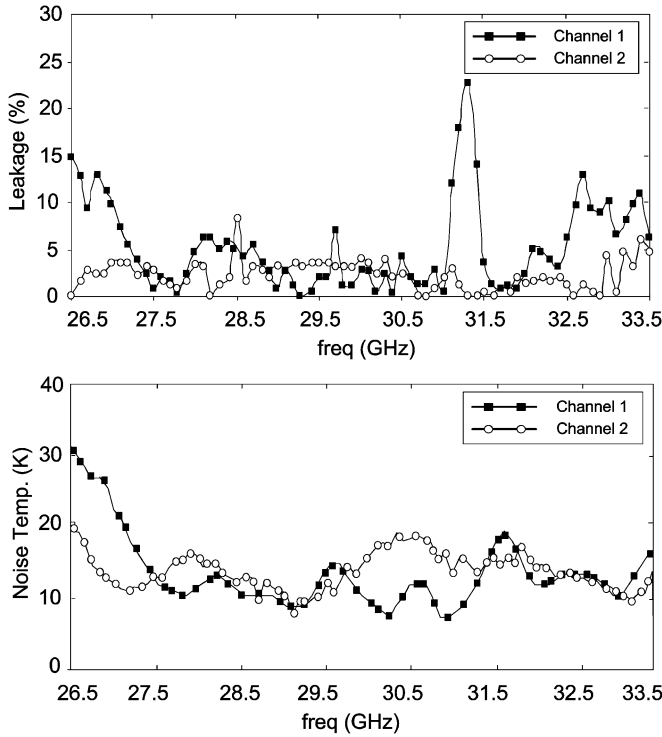 30
25
20
15
10
5
0
Leakage (%)
Channel 1
Channel 2
26.5 27.5 28.5 29.5 30.5 31.5 32.5 33.5
freq (GHz)
40
30
20
10
0
Noise Temp. (K)
Channel 1
Channel 2
26.5 27.5 28.5 29.5 30.5 31.5 33.5 33.5
freq (GHz)